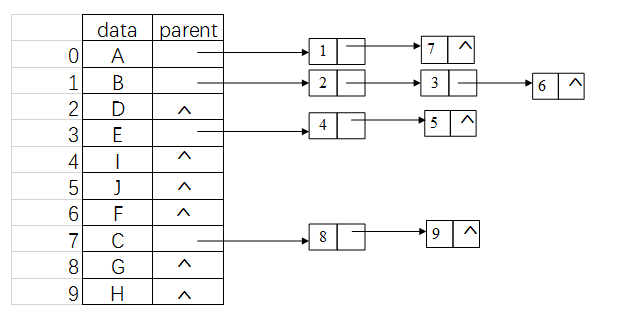 data parent
0 A 1 7 ^
1 B 2 3 6 ^
2 D ^
3 E 4 5 ^
4 I ^
5 J ^
6 F ^
7 C 8 9 ^
8 G ^
9 H ^